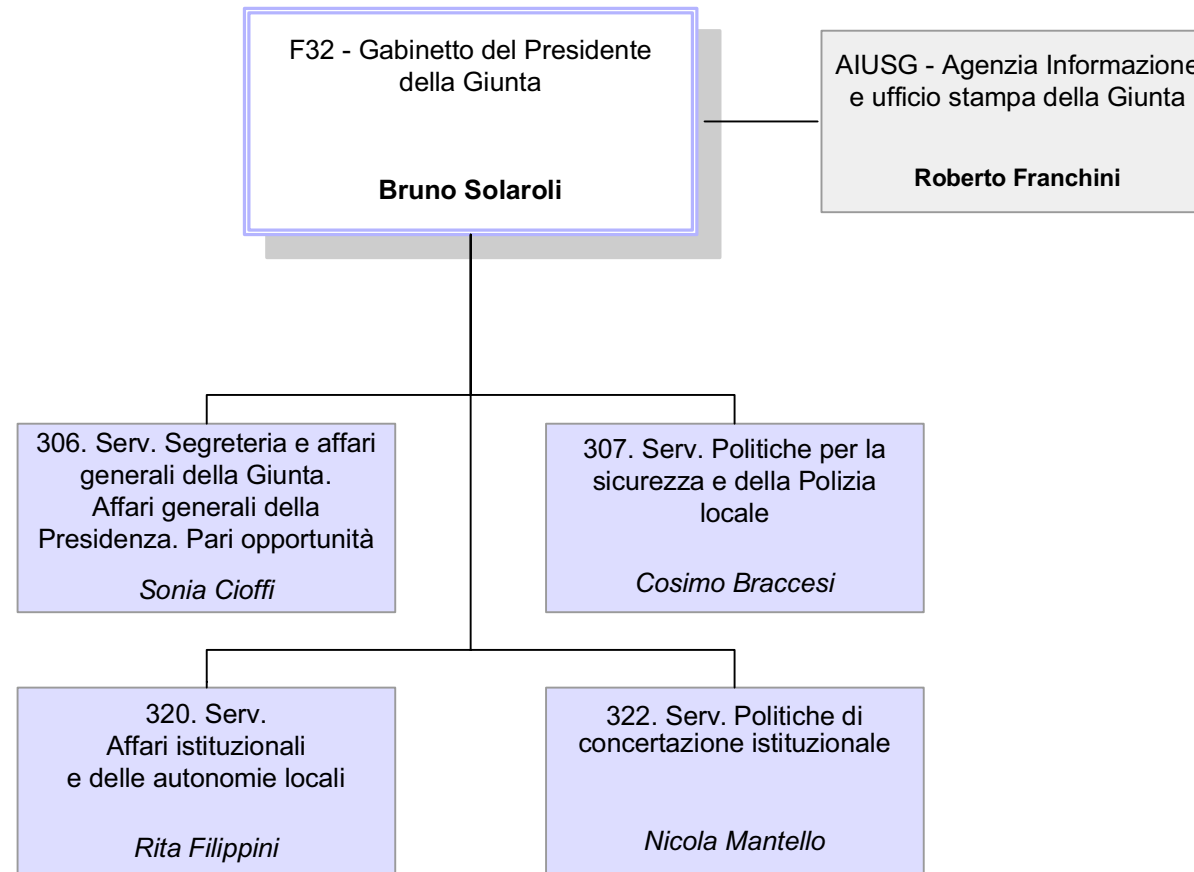 F32 - Gabinetto del Presidente
della Giunta
Bruno Solaroli
AIUSG - Agenzia Informazione
e ufficio stampa della Giunta
Roberto Franchini
306. Serv. Segreteria e affari
generali della Giunta.
Affari generali della
Presidenza. Pari opportunità
Sonia Cioffi
307. Serv. Politiche per la
sicurezza e della Polizia
locale
Cosimo Braccesi
320. Serv.
Affari istituzionali
e delle autonomie locali
Rita Filippini
322. Serv. Politiche di
concertazione istituzionale
Nicola Mantello